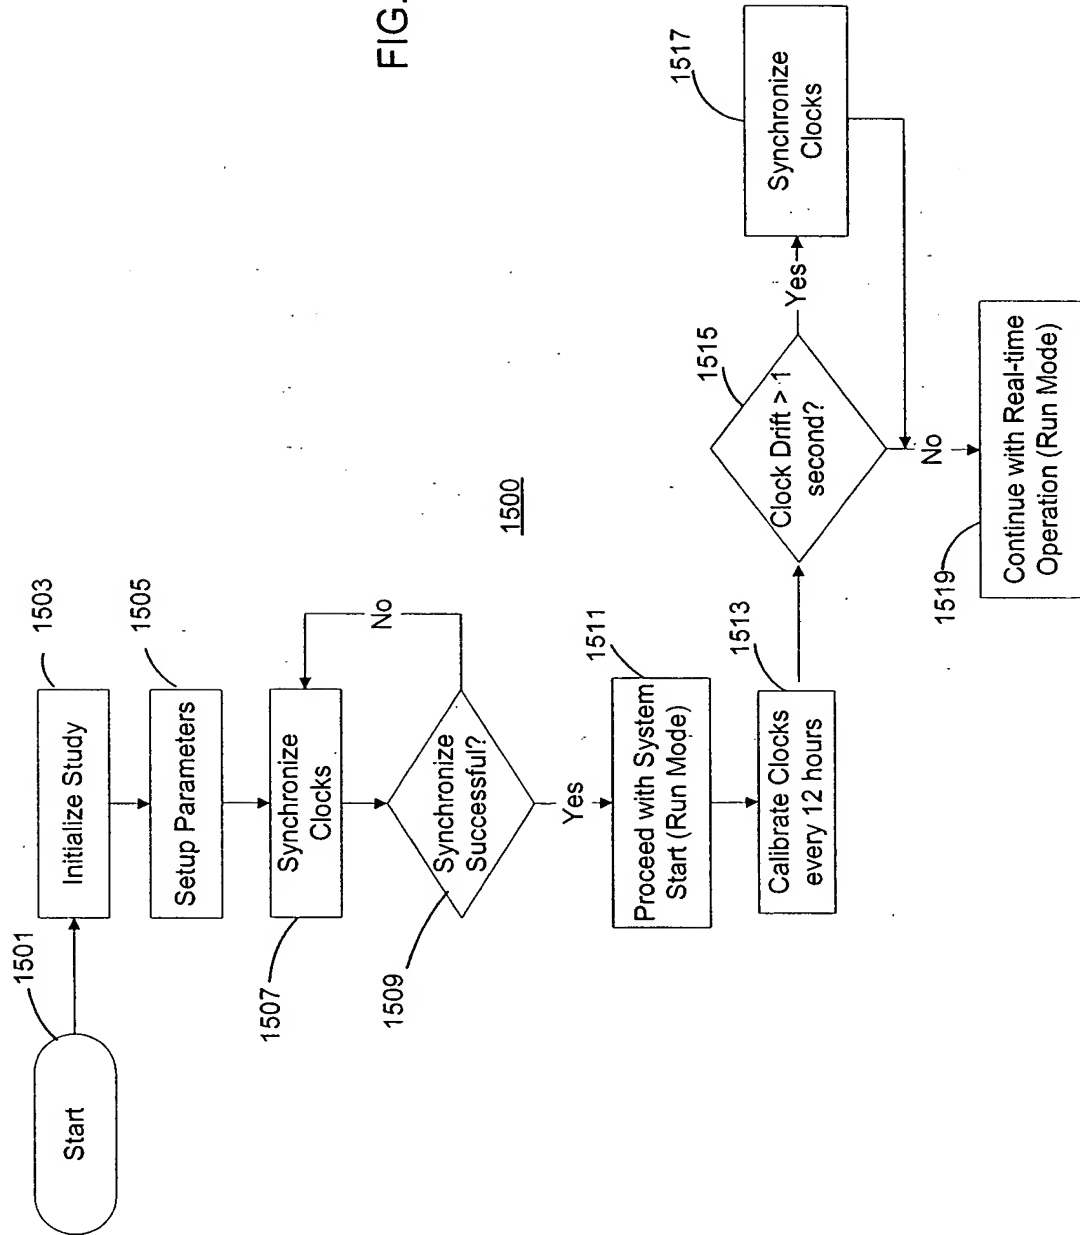 FIG.
1500
1501
Start
1503
Initialize Study
1505
Setup Parameters
1507
Synchronize
Clocks
1509
Synchronize
Successful?
No
Yes
1511
Proceed with System
Start (Run Mode)
1513
Calibrate Clocks
every 12 hours
1515
Clock Drift > 1
second?
Yes
1517
Synchronize
Clocks
No
1519
Continue with Real-time
Operation (Run Mode)